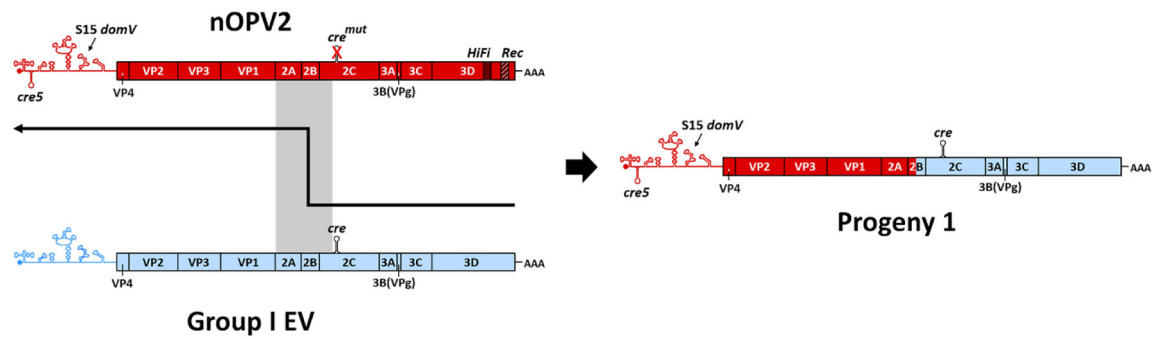 nOPV2
S15 domV
cre mut
HiFi
Rec
VP2 VP3 VP1 2A 2B 2C 3A 3C 3D
AAA
cre5
VP4
3B(VPg)
cre
VP2 VP3 VP1 2A 2B 2C 3A 3C 3D
AAA
VP4
3B(VPg)
Group I EV
S15 domV
cre
VP2 VP3 VP1 2A 2B 2C 3A 3C 3D
AAA
cre5
VP4
3B(VPg)
Progeny 1